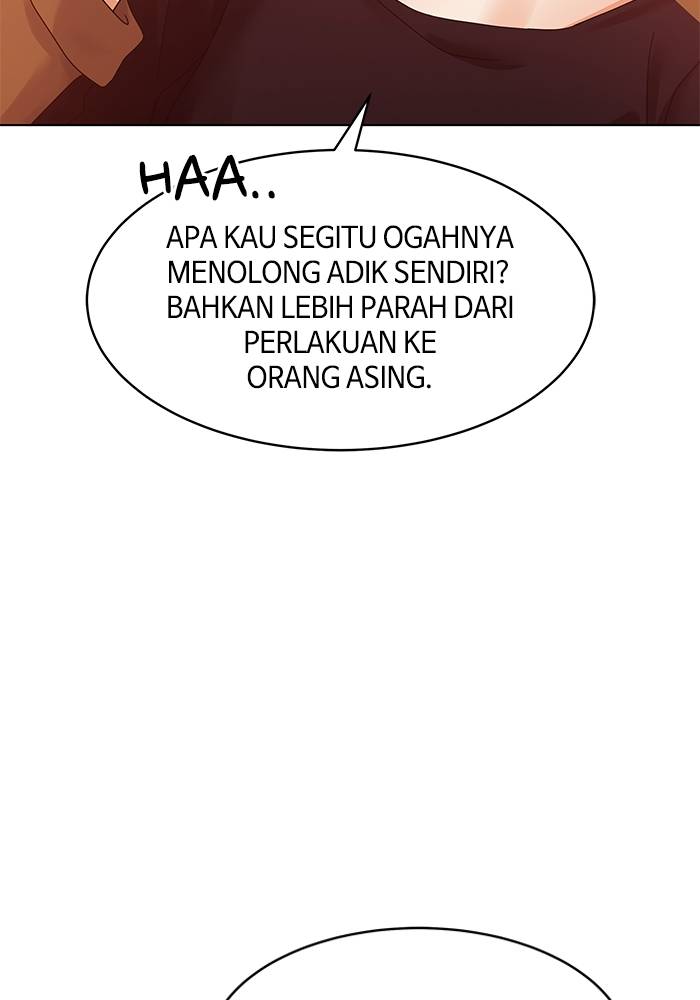 HAA..
APA KAU SEGITU OGAHNYA
MENOLONG ADIK SENDIRI?
BAHKAN LEBIH PARAH DARI
PERLAKUAN KE
ORANG ASING.